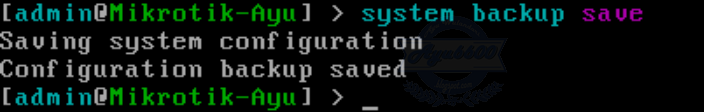 [admin@Mikrotik-Ayu] > system backup save
Saving system configuration
Configuration backup saved
[admin@Mikrotik-Ayu] > _